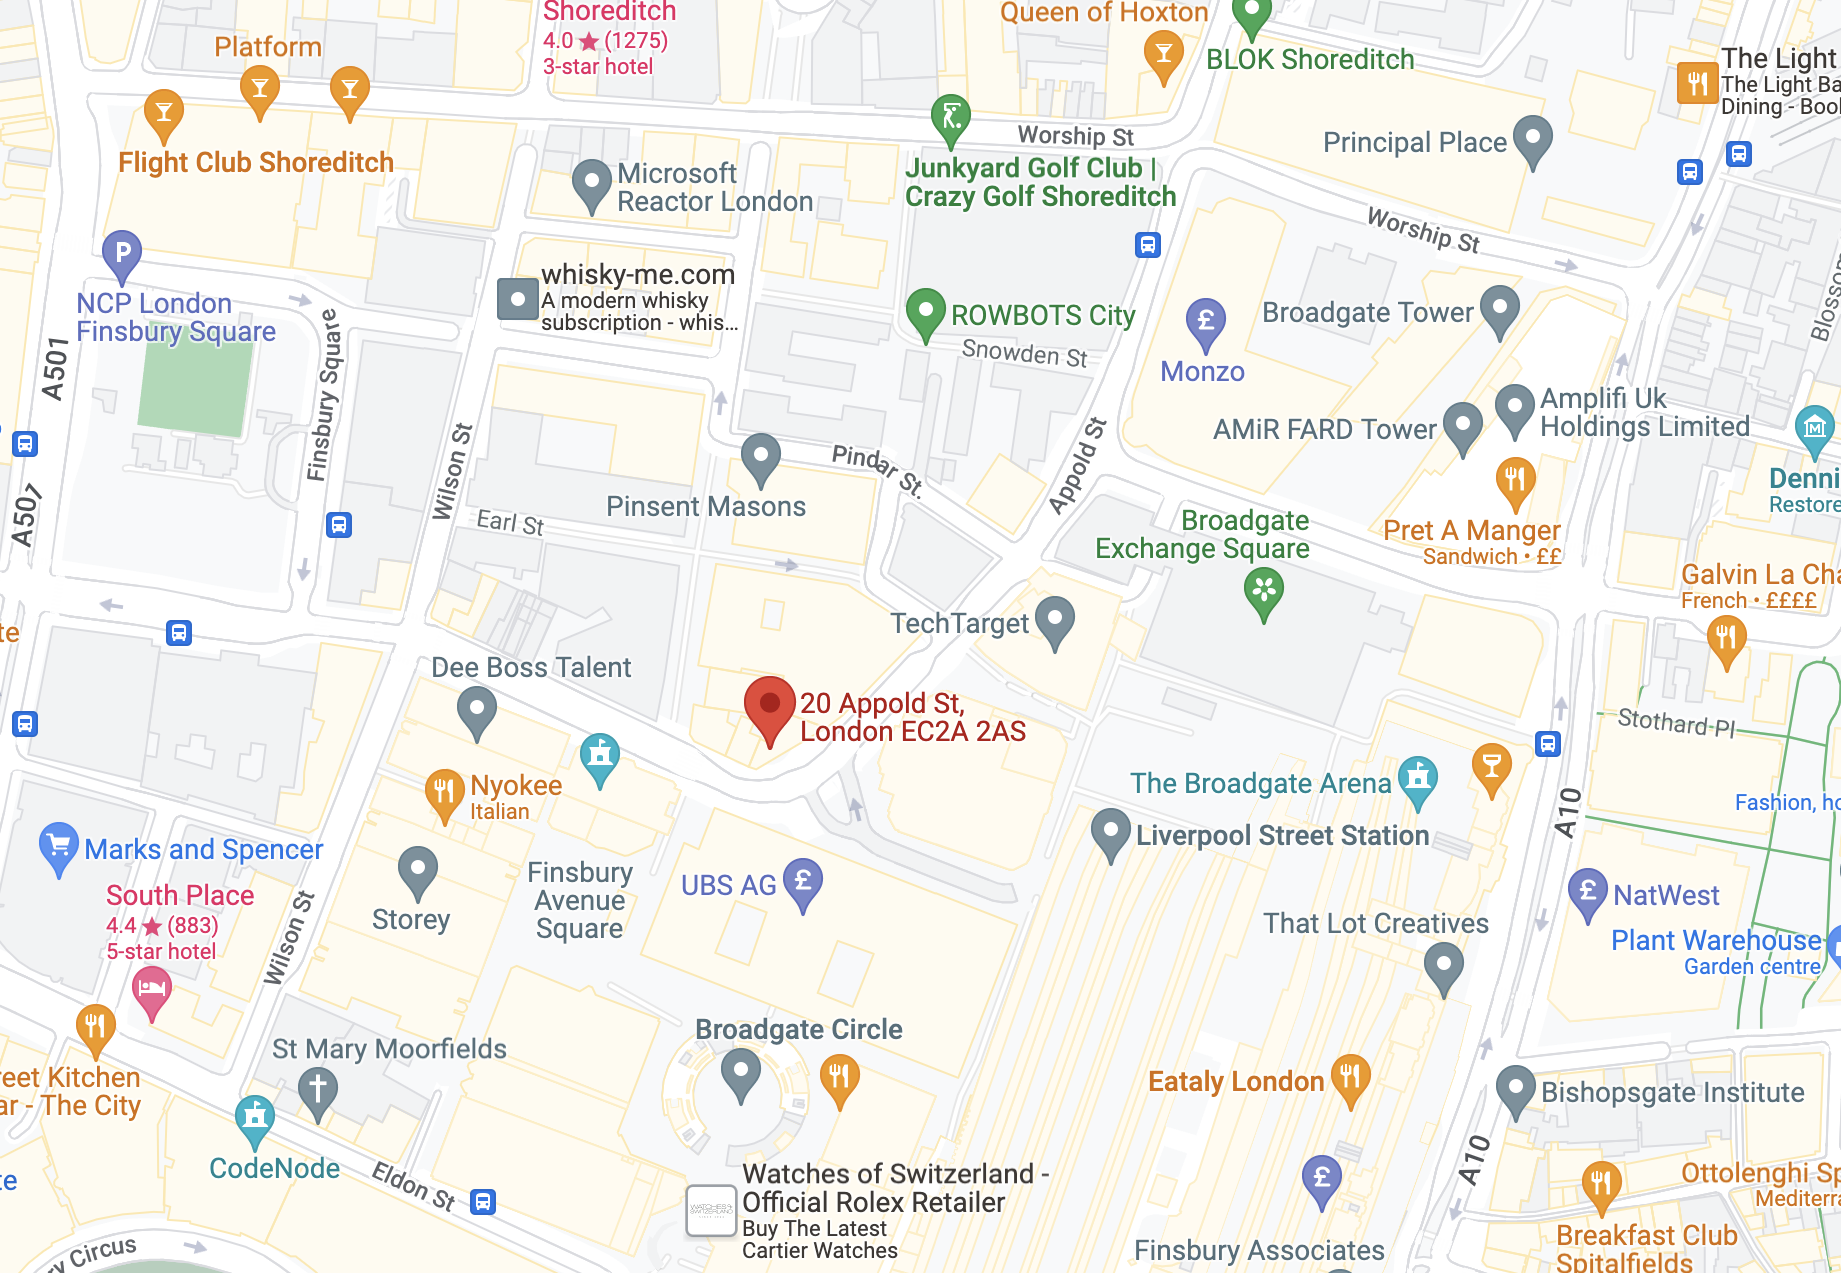 Shoreditch
4.0 ★ (1275)
3-star hotel
Queen of Hoxton
BLOK Shoreditch
Platform
The Light
The Light Ba
Dining - Boo
Flight Club Shoreditch
Worship St
Principal Place
Microsoft
Reactor London
Junkyard Golf Club |
Crazy Golf Shoreditch
Worship St
P
NCP London
Finsbury Square
whisky-me.com
A modern whisky
subscription - whis...
ROWBOTS City
Snowden St
£
Monzo
Broadgate Tower
Blossom
A501
Finsbury Square
Amplifi Uk
Holdings Limited
AMiR FARD Tower
Wilson St
Pindar St.
Appold St
Pinsent Masons
A501
Earl St
M
Denni
Restore
Broadgate
Exchange Square
Pret A Manger
Sandwich • ££
Galvin La Cha
French • ££££
te
TechTarget
Dee Boss Talent
20 Appold St,
London EC2A 2AS
Stothard Pl
Nyokee
Italian
The Broadgate Arena
A10
Fashion, ho
Liverpool Street Station
Marks and Spencer
South Place
4.4 ★ (883)
5-star hotel
Storey
Finsbury
Avenue
Square
UBS AG
£
£
NatWest
That Lot Creatives
Wilson St
Plant Warehouse
Garden centre
Broadgate Circle
St Mary Moorfields
reet Kitchen
ar - The City
Eataly London
Bishopsgate Institute
CodeNode
Eldon St
te
A10
WATCHES
SWITZERLAND
Watches of Switzerland -
Official Rolex Retailer
Buy The Latest
Cartier Watches
£
Ottolenghi Sp
Mediterra
Finsbury Associates
Breakfast Club
Spitalfields
ry Circus